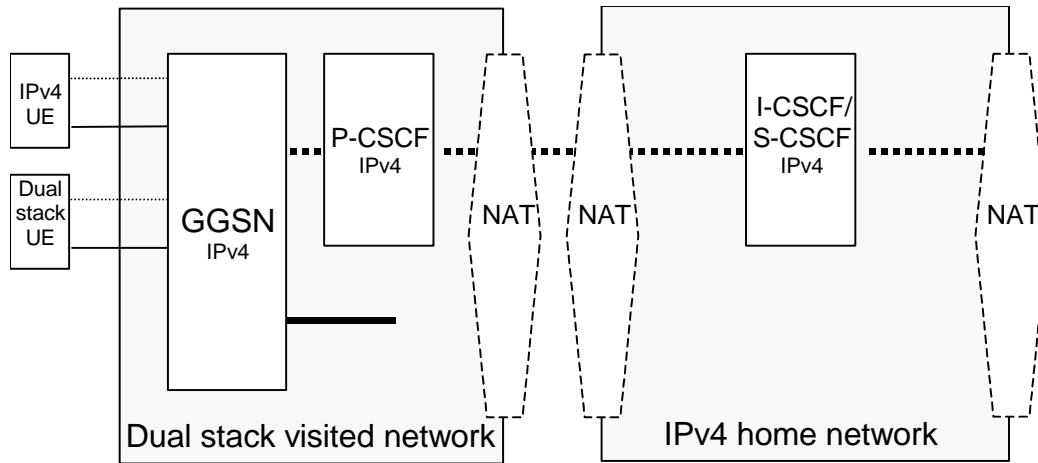 IPv4
UE
Dual
stack
UE
GGSN
IPv4
P-CSCF
IPv4
NAT
NAT
I-CSCF/
S-CSCF
IPv4
NAT
Dual stack visited network
IPv4 home network